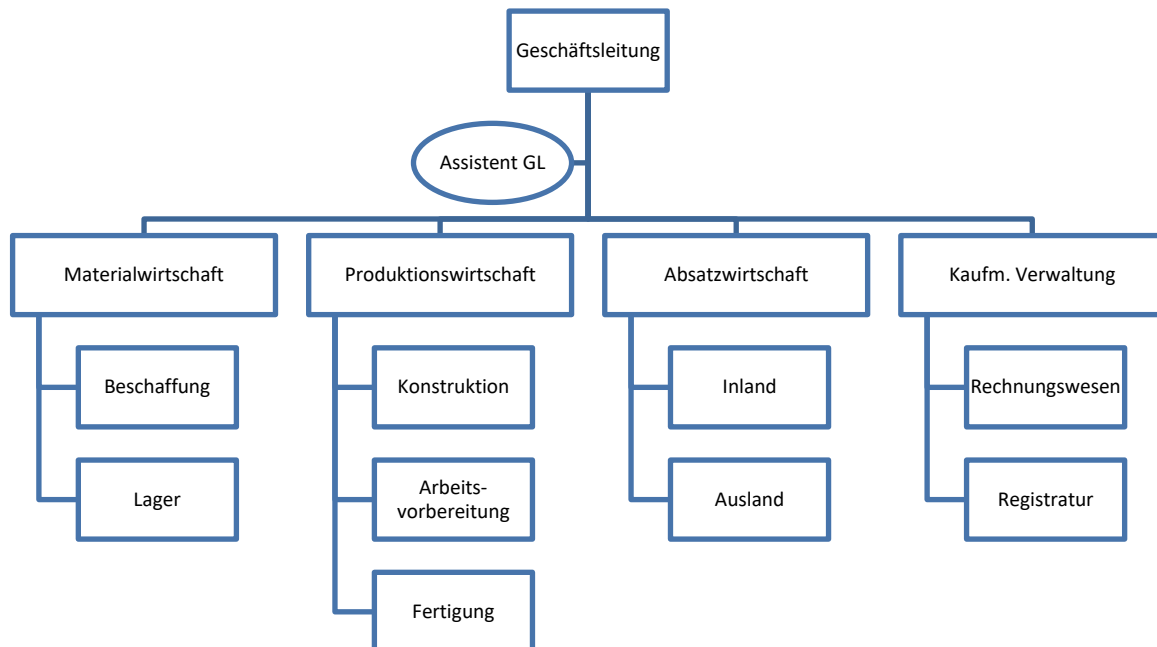 Geschäftsleitung
Assistent GL
Materialwirtschaft
Produktionswirtschaft
Absatzwirtschaft
Kaufm. Verwaltung
Beschaffung
Konstruktion
Inland
Rechnungswesen
Lager
Arbeits-
vorbereitung
Ausland
Registratur
Fertigung